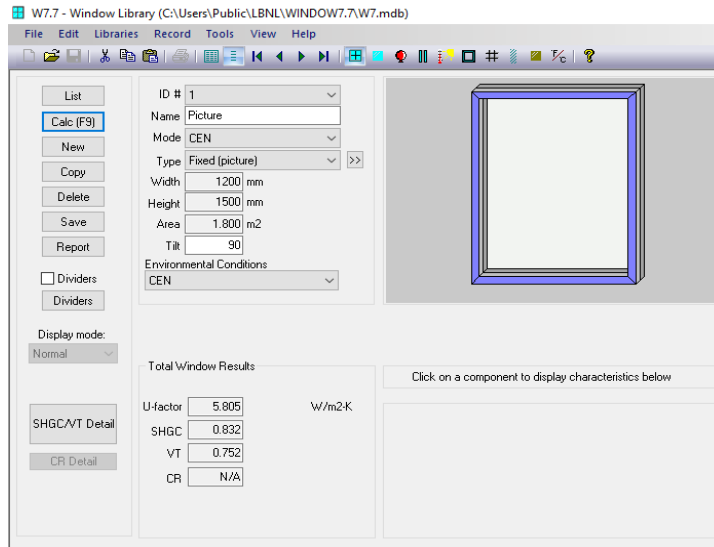 W7.7 - Window Library (C:\Users\Public\LBNL\WINDOW7.7\W7.mdb)
File Edit Libraries Record Tools View Help
List
Calc (F9)
New
Copy
Delete
Save
Report
Dividers
Dividers
Display mode:
Normal
SHGC/VT Detail
CR Detail
ID # 1
Name Picture
Mode CEN
Type Fixed (picture) >>
Width 1200 mm
Height 1500 mm
Area 1.800 m2
Tilt 90
Environmental Conditions
CEN
Total Window Results
U-factor 5.805 W/m2-K
SHGC 0.832
VT 0.752
CR N/A
Click on a component to display characteristics below